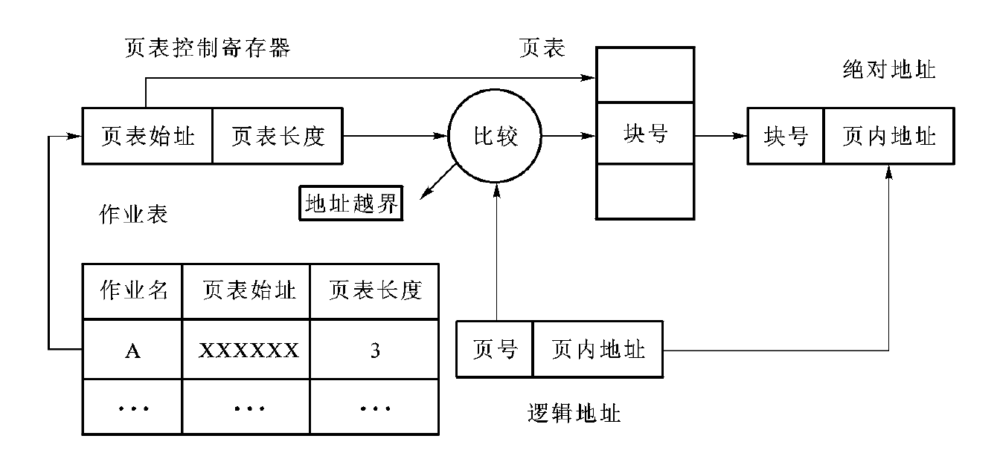 页表控制寄存器
页表
绝对地址
页表始址 页表长度
比较
块号
块号 页内地址
地址越界
作业表
作业名 页表始址 页表长度
A XXXXXX 3
… … …
页号 页内地址
逻辑地址